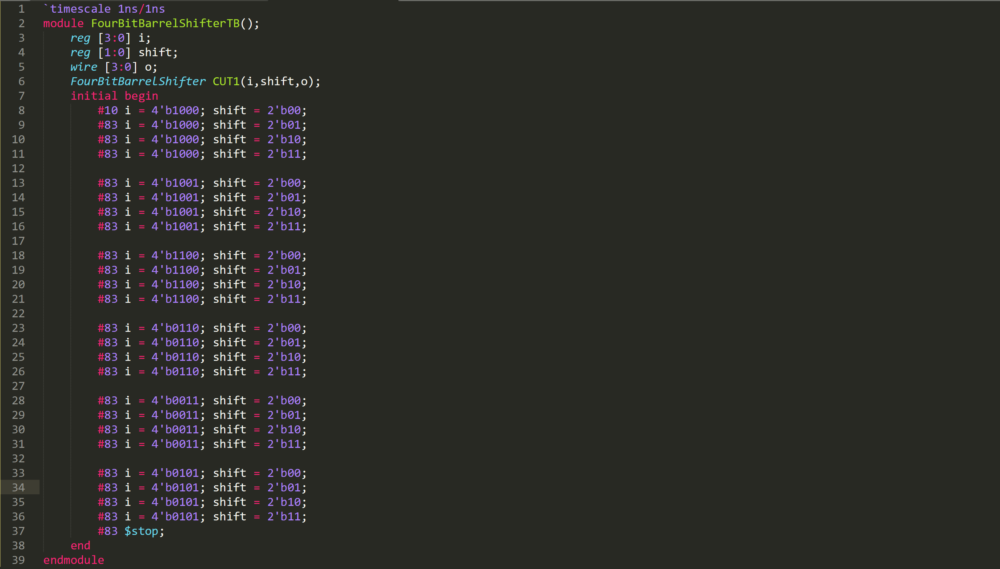 1 `timescale 1ns/1ns
2 module FourBitBarrelShifterTB();
3 reg [3:0] i;
4 reg [1:0] shift;
5 wire [3:0] o;
6 FourBitBarrelShifter CUT1(i,shift,o);
7 initial begin
8 #10 i = 4'b1000; shift = 2'b00;
9 #83 i = 4'b1000; shift = 2'b01;
10 #83 i = 4'b1000; shift = 2'b10;
11 #83 i = 4'b1000; shift = 2'b11;
12
13 #83 i = 4'b1001; shift = 2'b00;
14 #83 i = 4'b1001; shift = 2'b01;
15 #83 i = 4'b1001; shift = 2'b10;
16 #83 i = 4'b1001; shift = 2'b11;
17
18 #83 i = 4'b1100; shift = 2'b00;
19 #83 i = 4'b1100; shift = 2'b01;
20 #83 i = 4'b1100; shift = 2'b10;
21 #83 i = 4'b1100; shift = 2'b11;
22
23 #83 i = 4'b0110; shift = 2'b00;
24 #83 i = 4'b0110; shift = 2'b01;
25 #83 i = 4'b0110; shift = 2'b10;
26 #83 i = 4'b0110; shift = 2'b11;
27
28 #83 i = 4'b0011; shift = 2'b00;
29 #83 i = 4'b0011; shift = 2'b01;
30 #83 i = 4'b0011; shift = 2'b10;
31 #83 i = 4'b0011; shift = 2'b11;
32
33 #83 i = 4'b0101; shift = 2'b00;
34 #83 i = 4'b0101; shift = 2'b01;
35 #83 i = 4'b0101; shift = 2'b10;
36 #83 i = 4'b0101; shift = 2'b11;
37 #83 $stop;
38 end
39 endmodule